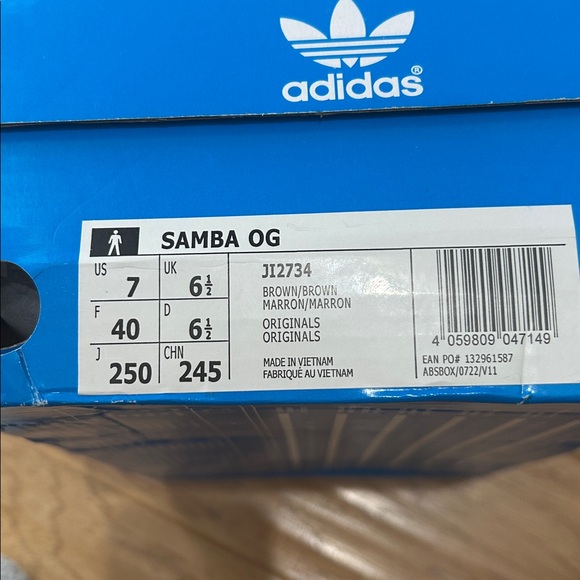 adidas®
SAMBA OG
US 7 UK 6½
F 40 D 6½
J 250 CHN 245
JI2734
BROWN/BROWN
MARRON/MARRON
ORIGINALS
ORIGINALS
MADE IN VIETNAM
FABRIQUÉ AU VIETNAM
4 059809 047149
EAN PO# 132961587
ABSBOX/0722/V11